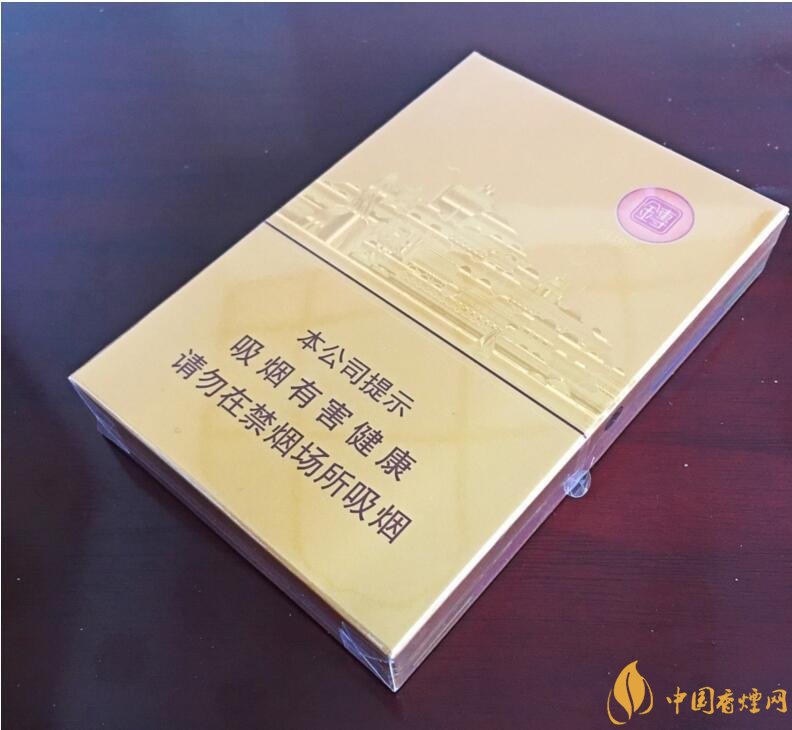 本公司提示
吸烟有害健康
请勿在禁烟场所吸烟
中国香煙网